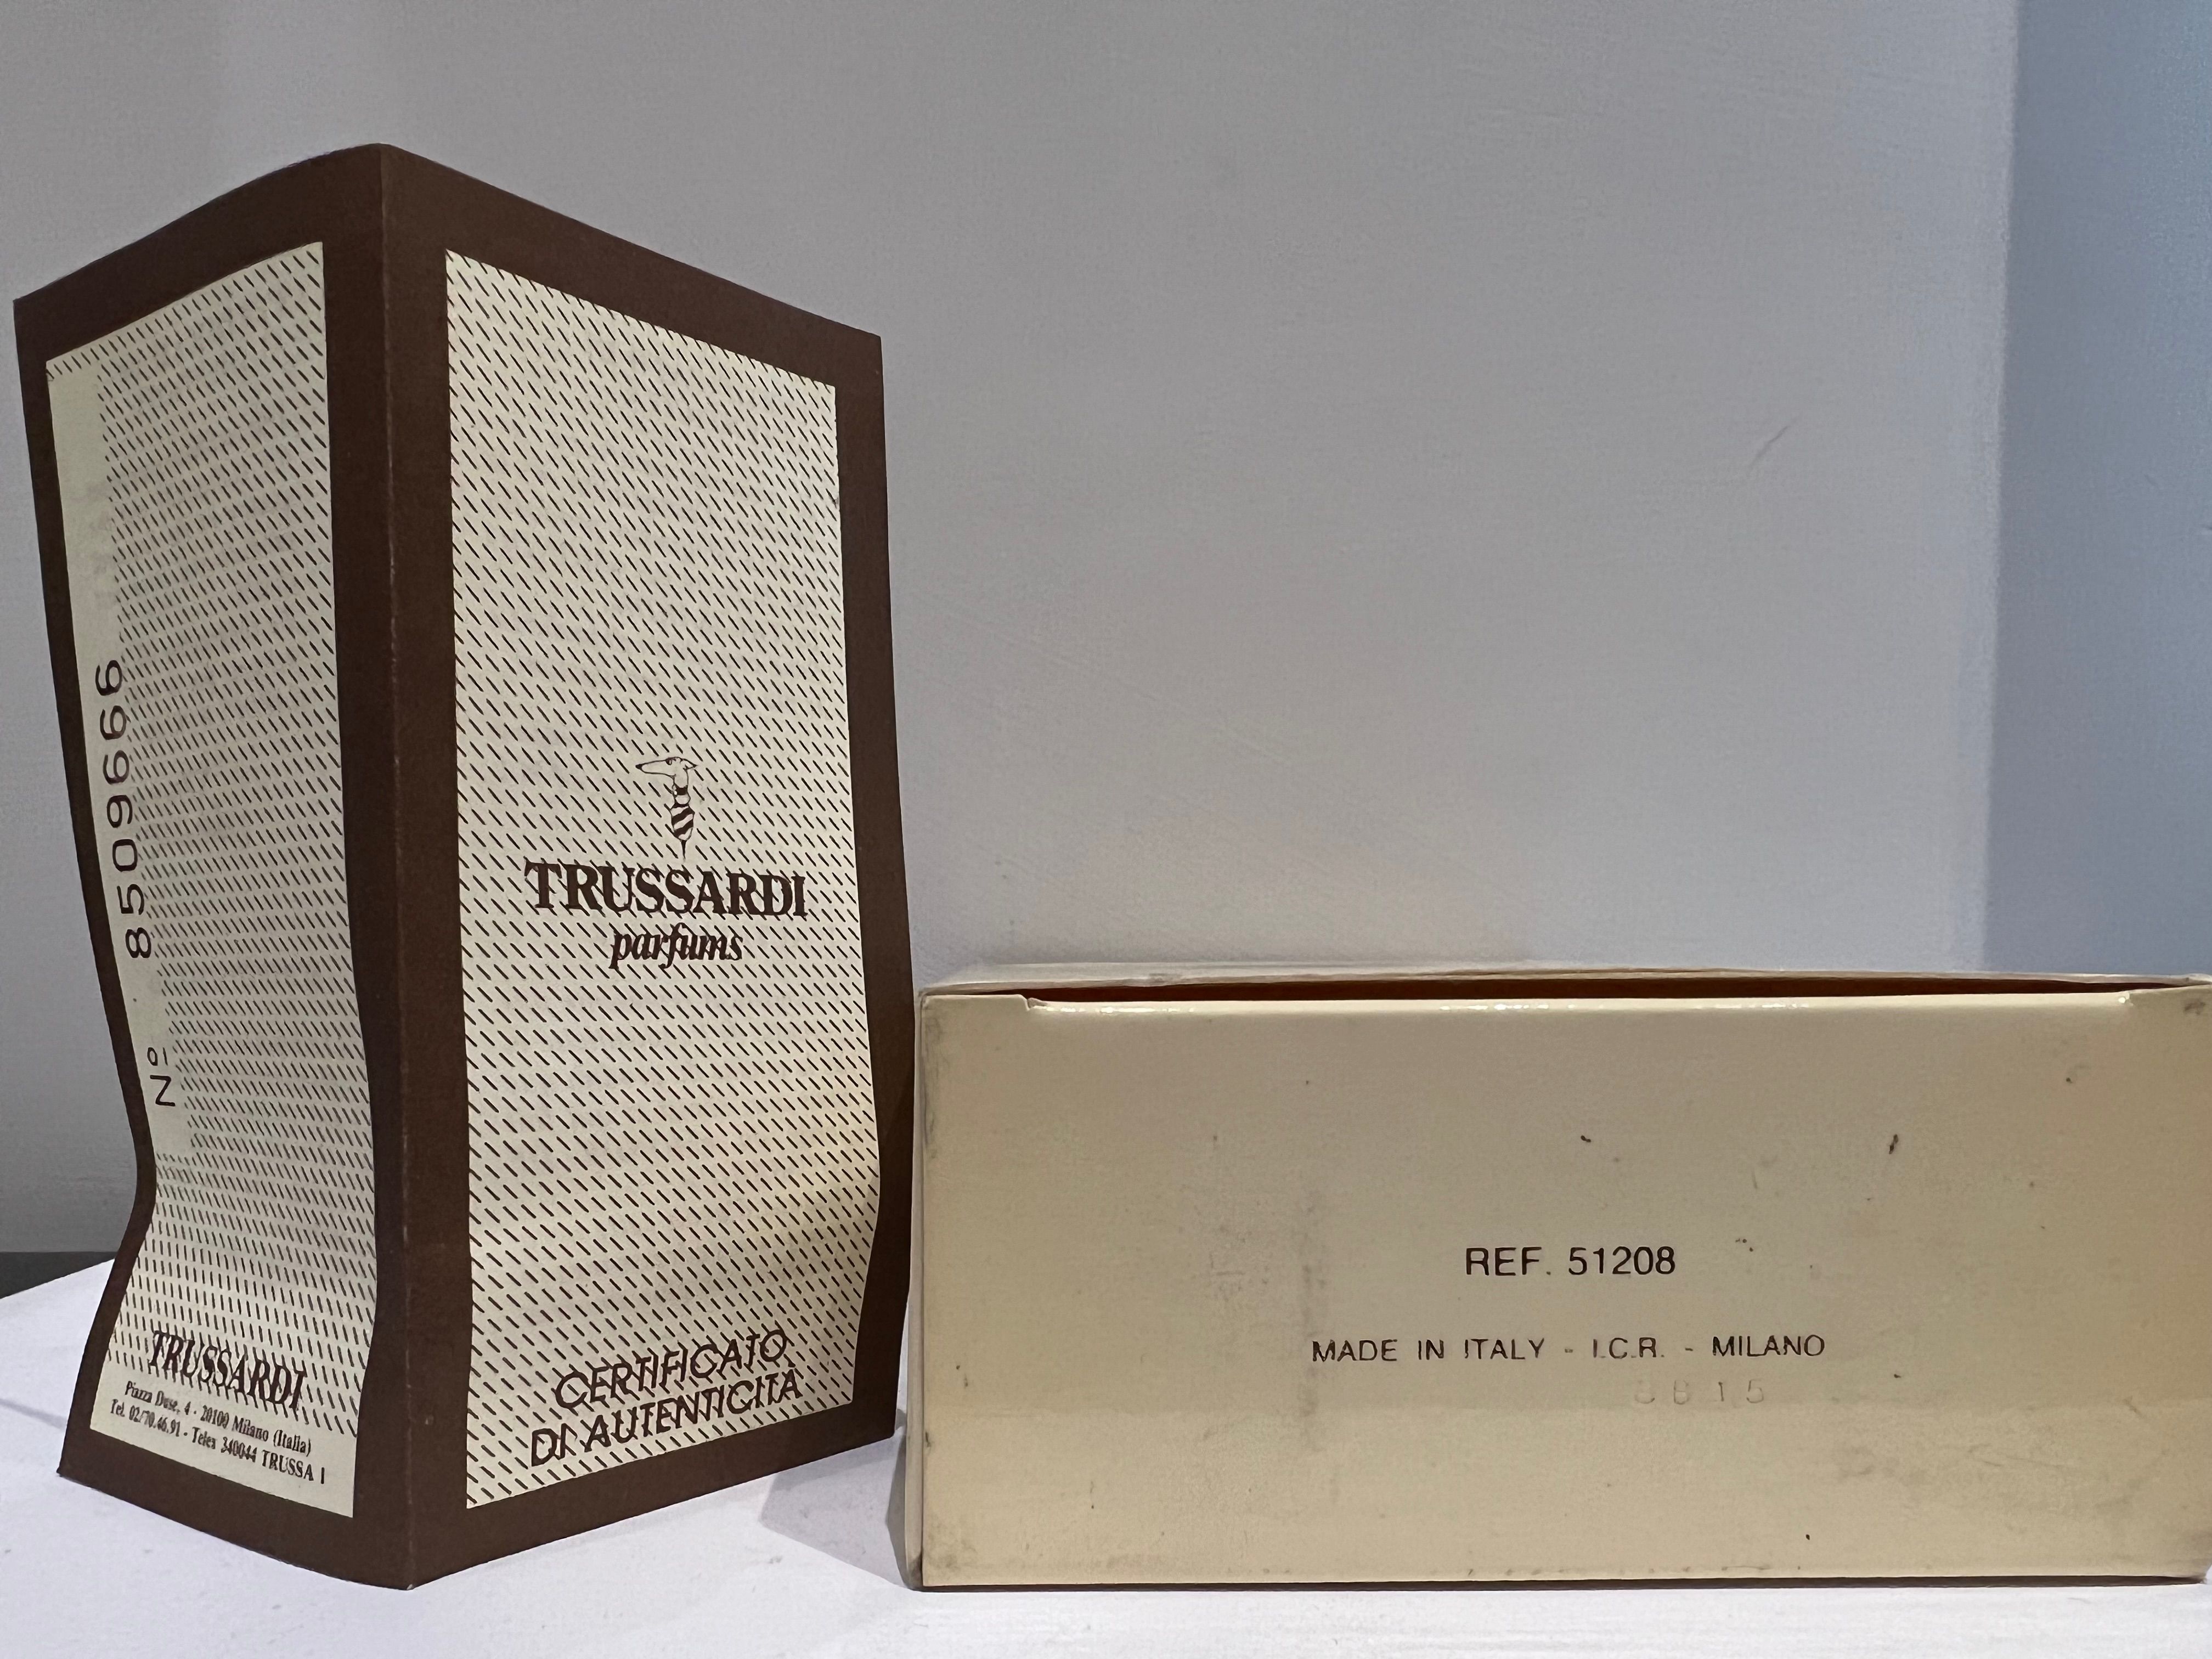 Nº 8509666
TRUSSARDI
Piazza Duse, 4 - 20100 Milano (Italia)
Tel. 02/70.46.91 - Telex 340044 TRUSSA I
TRUSSARDI
parfums
CERTIFICATO
DI AUTENTICITA
REF. 51208
MADE IN ITALY - I.C.R. - MILANO